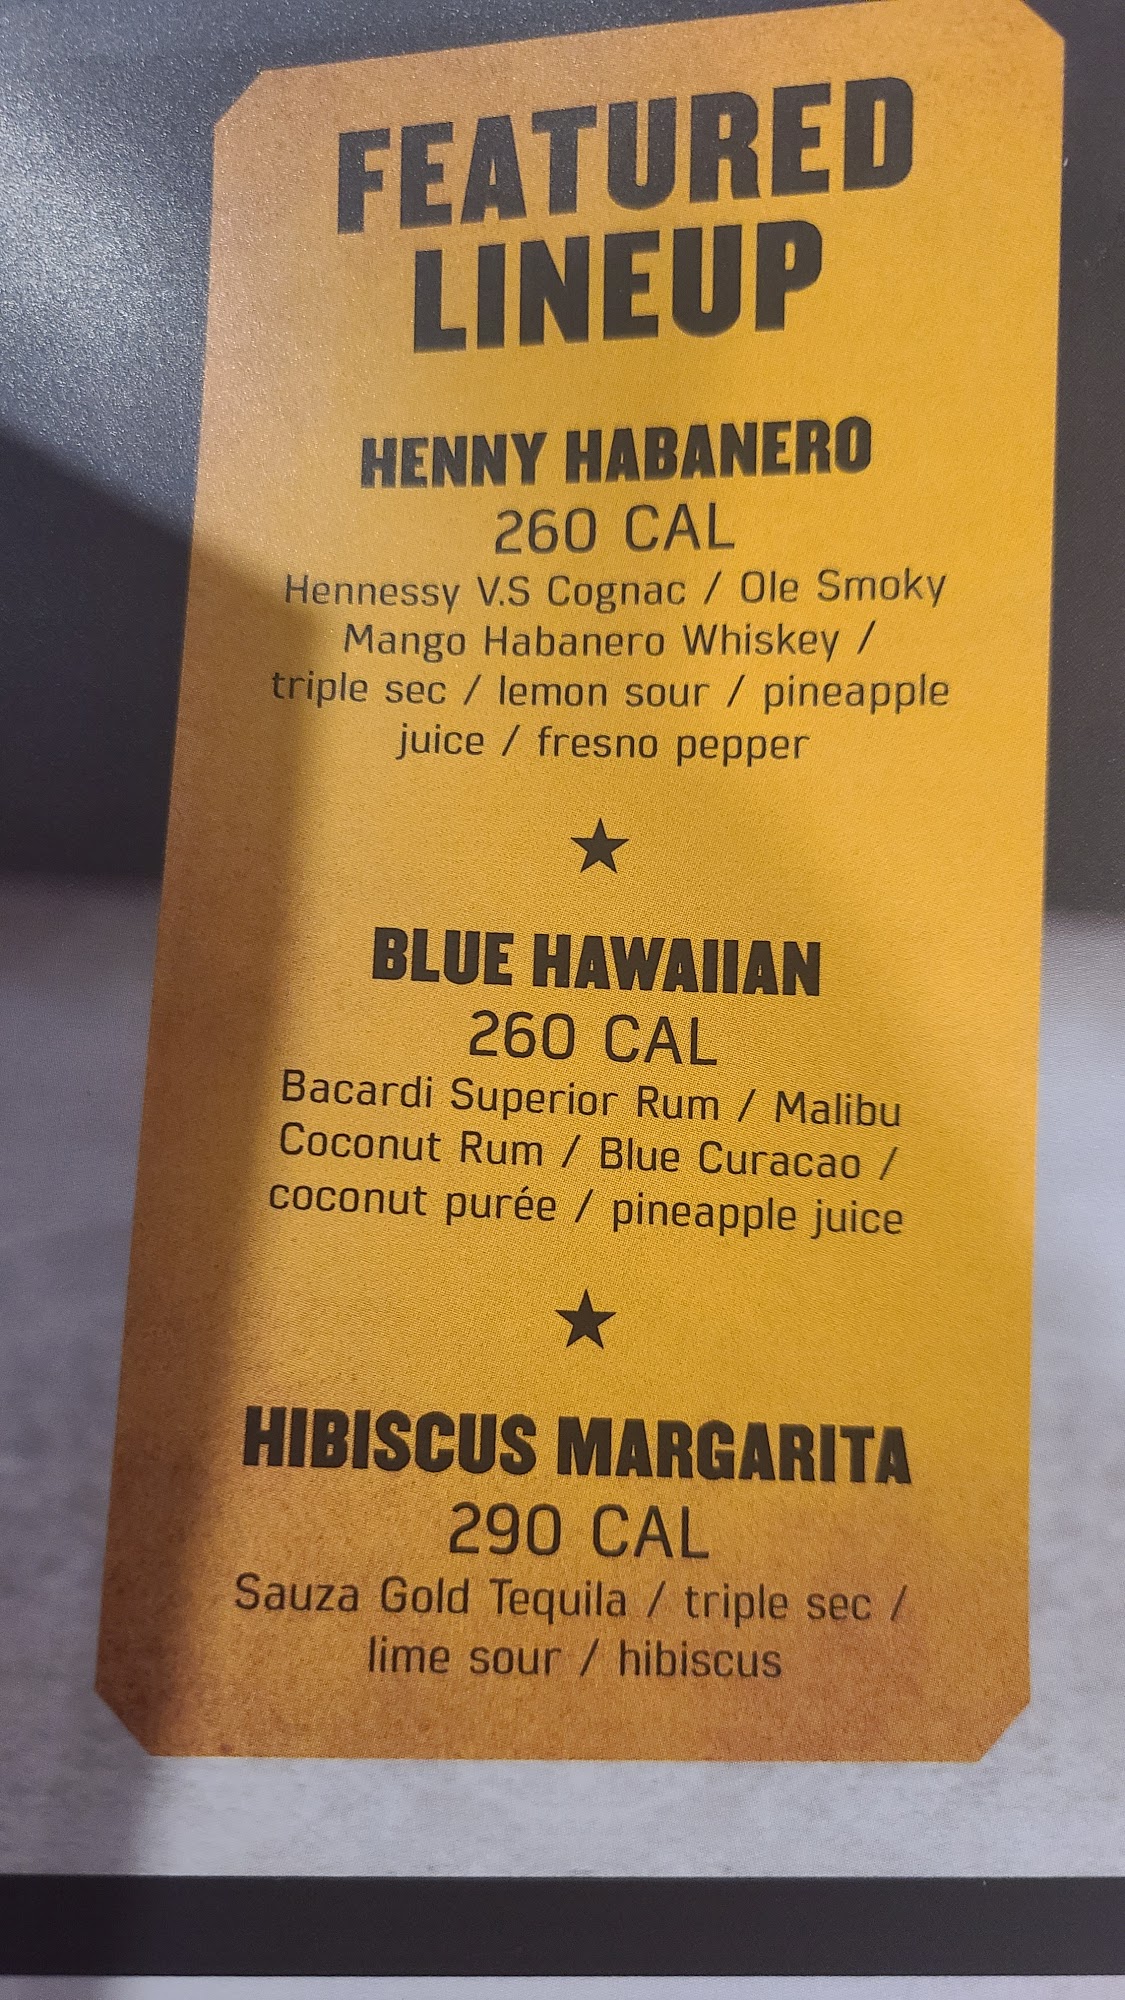 FEATURED
LINEUP
HENNY HABANERO
260 CAL
Hennessy V.S Cognac / Ole Smoky
Mango Habanero Whiskey /
triple sec / lemon sour / pineapple
juice / fresno pepper
BLUE HAWAIIAN
260 CAL
Bacardi Superior Rum / Malibu
Coconut Rum / Blue Curacao /
coconut purée / pineapple juice
HIBISCUS MARGARITA
290 CAL
Sauza Gold Tequila / triple sec /
lime sour / hibiscus